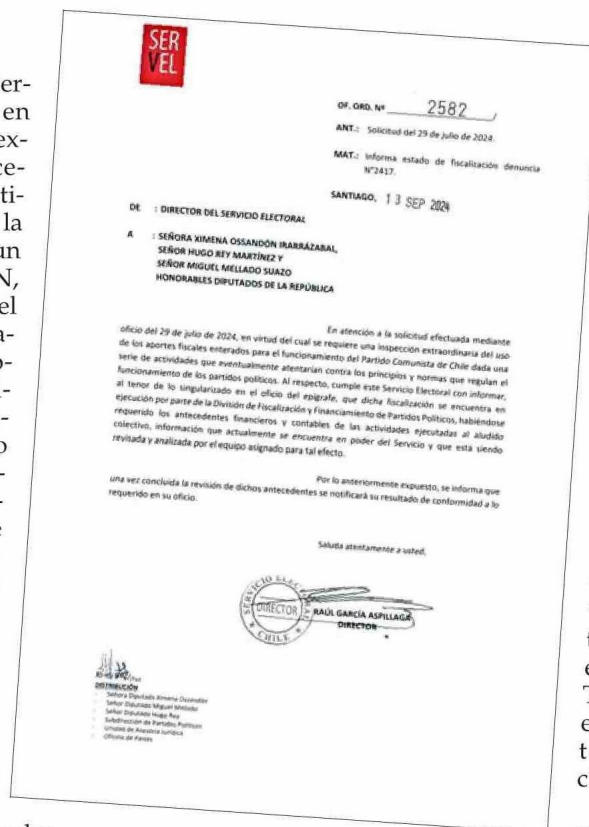 er-
en
ex-
ce-
ti-
la
un
N,
el
a-
o-
SER
VEL
OF. ORD. Nº 2582 /
ANT.: Solicitud del 29 de julio de 2024.
MAT.: Informa estado de fiscalización denuncia
N°2417.
SANTIAGO, 13 SEP 2024
DE : DIRECTOR DEL SERVICIO ELECTORAL
A : SEÑORA XIMENA OSSANDÓN IRARRÁZABAL,
SEÑOR HUGO REY MARTÍNEZ Y
SEÑOR MIGUEL MELLADO SUAZO
HONORABLES DIPUTADOS DE LA REPÚBLICA
En atención a la solicitud efectuada mediante
oficio del 29 de julio de 2024, en virtud del cual se requiere una inspección extraordinaria del uso
de los aportes fiscales enterados para el funcionamiento del Partido Comunista de Chile dada una
serie de actividades que eventualmente atentarían contra los principios y normas que regulan el
funcionamiento de los partidos políticos. Al respecto, cumple este Servicio Electoral con informar,
al tenor de lo singularizado en el oficio del epígrafe, que dicha fiscalización se encuentra en
ejecución por parte de la División de Fiscalización y Financiamiento de Partidos Políticos, habiéndose
requerido los antecedentes financieros y contables de las actividades ejecutadas al aludido
colectivo, información que actualmente se encuentra en poder del Servicio y que está siendo
revisada y analizada por el equipo asignado para tal efecto.
Por lo anteriormente expuesto, se informa que
una vez concluida la revisión de dichos antecedentes se notificará su resultado de conformidad a lo
requerido en su oficio.
Saluda atentamente a usted,
SERVICIO ELECTORAL
DIRECTOR
CHILE
RAÚL GARCÍA ASPILLAGA
DIRECTOR
DISTRIBUCIÓN
Señora Diputada Ximena Ossandón
Señor Diputado Miguel Mellado
Señor Diputado Hugo Rey
Subdirección de Partidos Políticos
Unidad de Asesoría Jurídica
Oficina de Partes